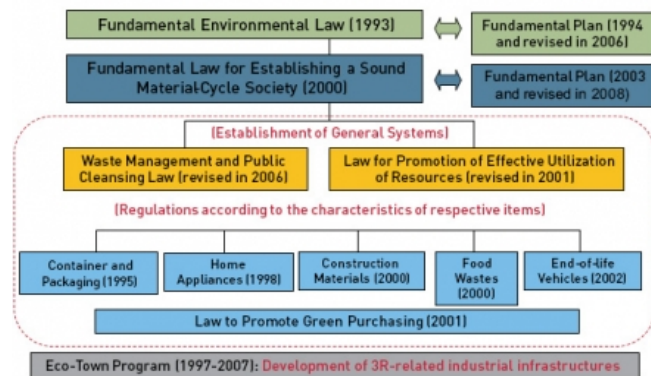 Fundamental Environmental Law (1993)
Fundamental Plan (1994
and revised in 2006)
Fundamental Law for Establishing a Sound
Material-Cycle Society (2000)
Fundamental Plan (2003
and revised in 2008)
(Establishment of General Systems)
Waste Management and Public
Cleansing Law (revised in 2006)
Law for Promotion of Effective Utilization
of Resources (revised in 2001)
(Regulations according to the characteristics of respective items)
Container and
Packaging (1995)
Home
Appliances (1998)
Construction
Materials (2000)
Food
Wastes
(2000)
End-of-life
Vehicles (2002)
Law to Promote Green Purchasing (2001)
Eco-Town Program (1997-2007): Development of 3R-related industrial infrastructures